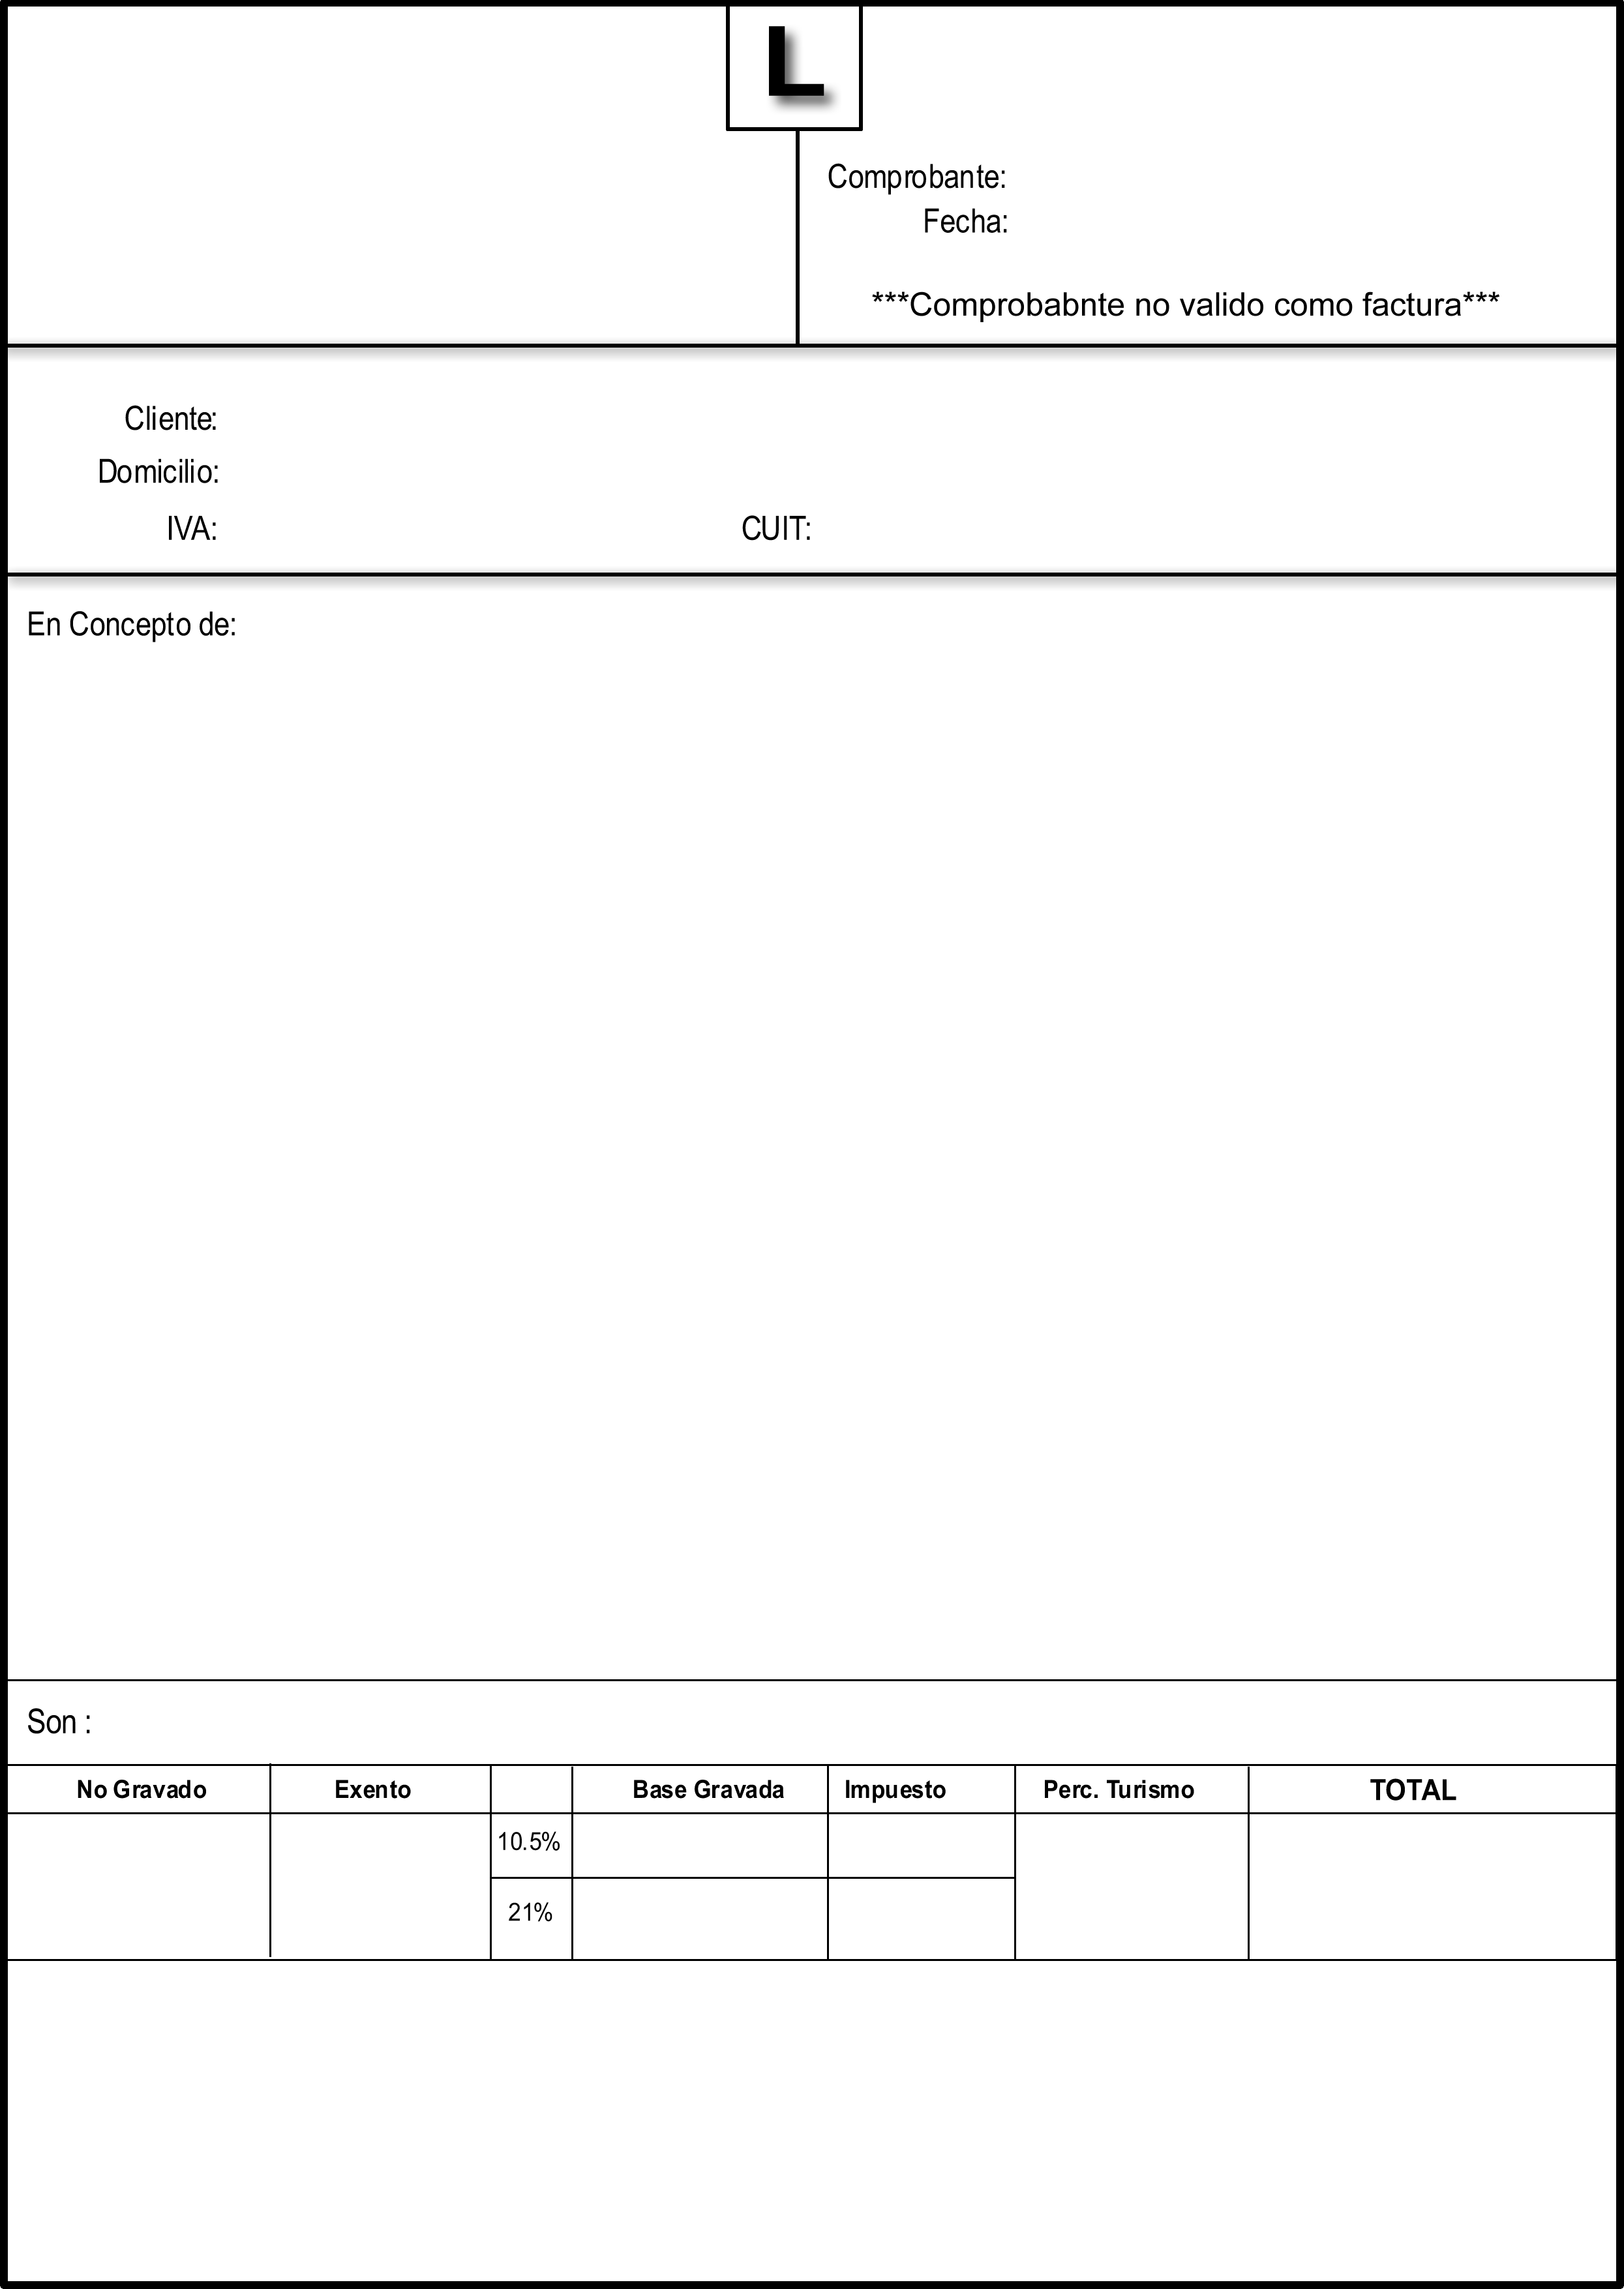 L
Comprobante:
Fecha:
***Comprobabnte no valido como factura***
Cliente:
Domicilio:
IVA: CUIT:
En Concepto de:
Son :
No Gravado Exento Base Gravada Impuesto Perc. Turismo TOTAL
10.5%
21%